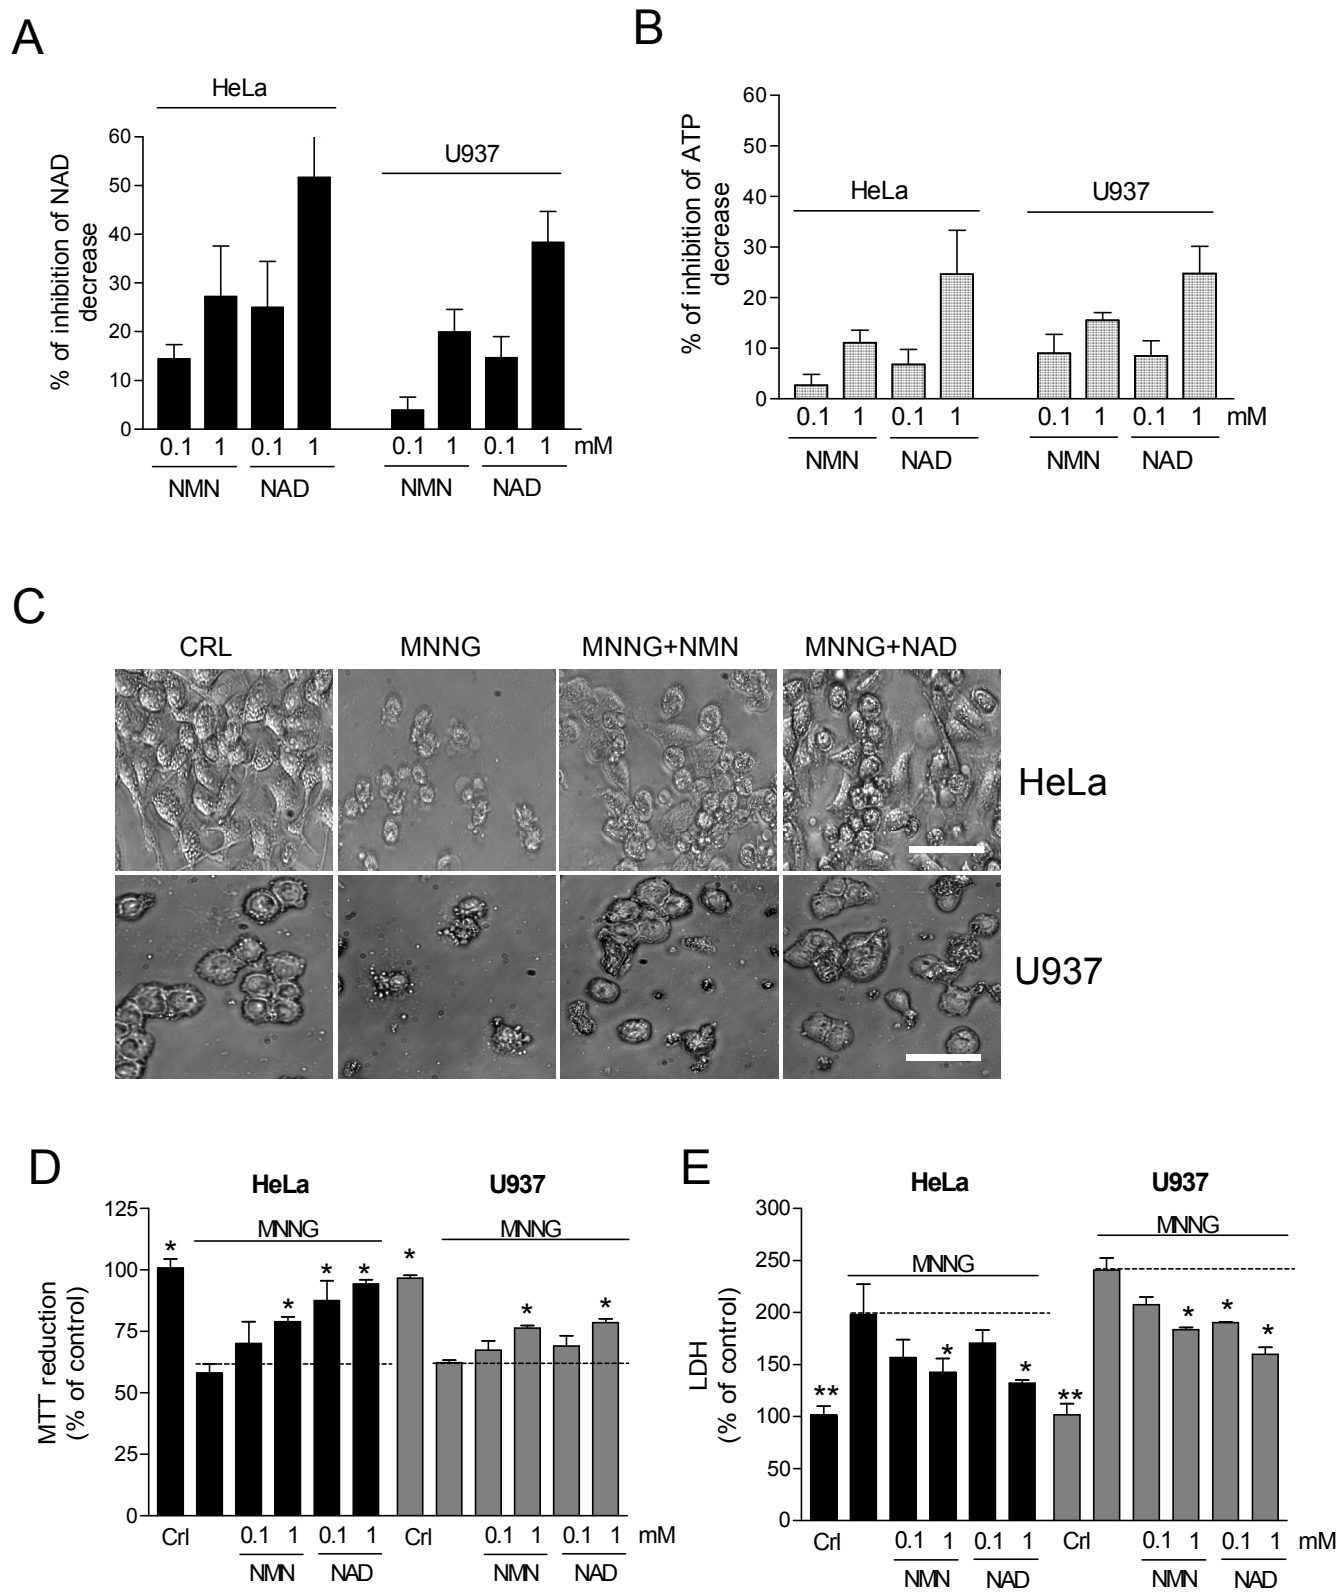 A
HeLa
U937
% of inhibition of NAD
decrease
60
50
40
30
20
10
0
0.1 1 0.1 1 0.1 1 0.1 1 mM
NMN NAD NMN NAD
B
HeLa
U937
% of inhibition of ATP
decrease
60
50
40
30
20
10
0
0.1 1 0.1 1 0.1 1 0.1 1 mM
NMN NAD NMN NAD
C
CRL MNNG MNNG+NMN MNNG+NAD
HeLa
U937
D
HeLa U937
MNNG MNNG
MTT reduction
(% of control)
125
100
75
50
25
0
* * * * * * *
Crl 0.1 1 0.1 1 Crl 0.1 1 0.1 1 mM
NMN NAD NMN NAD
E
HeLa U937
MNNG
MNNG
LDH
(% of control)
300
250
200
150
100
50
0
** * * ** * * *
Crl 0.1 1 0.1 1 Crl 0.1 1 0.1 1 mM
NMN NAD NMN NAD